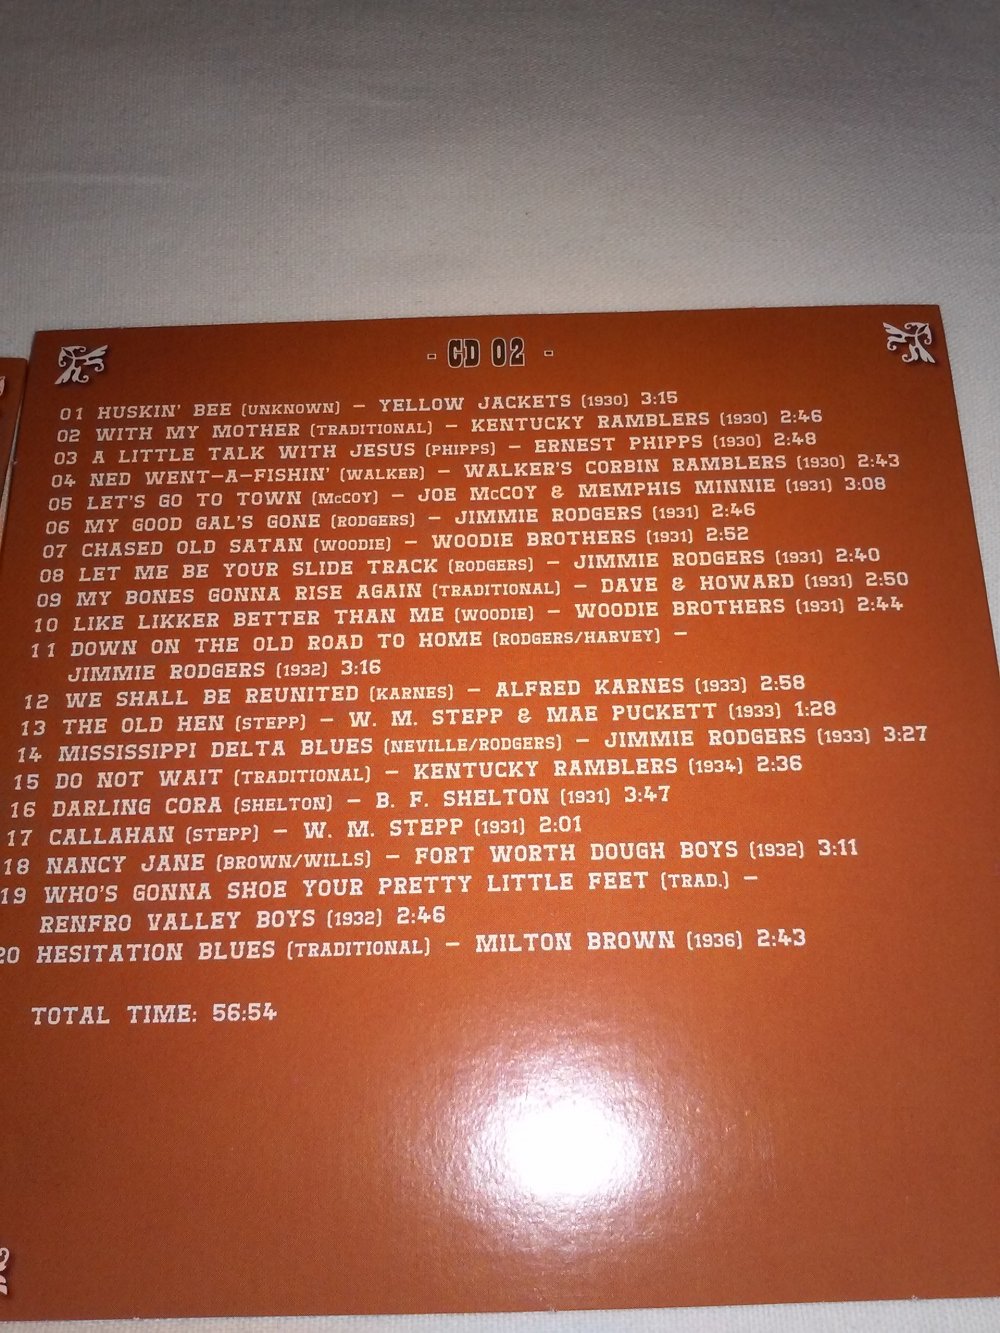 - CD 02 -
01 HUSKIN' BEE (UNKNOWN) – YELLOW JACKETS (1930) 3:15
02 WITH MY MOTHER (TRADITIONAL) – KENTUCKY RAMBLERS (1930) 2:46
03 A LITTLE TALK WITH JESUS (PHIPPS) – ERNEST PHIPPS (1930) 2:48
04 NED WENT-A-FISHIN' (WALKER) – WALKER'S CORBIN RAMBLERS (1930) 2:43
05 LET'S GO TO TOWN (McCOY) – JOE McCOY & MEMPHIS MINNIE (1931) 3:08
06 MY GOOD GAL'S GONE (RODGERS) – JIMMIE RODGERS (1931) 2:46
07 CHASED OLD SATAN (WOODIE) – WOODIE BROTHERS (1931) 2:52
08 LET ME BE YOUR SLIDE TRACK (RODGERS) – JIMMIE RODGERS (1931) 2:40
09 MY BONES GONNA RISE AGAIN (TRADITIONAL) – DAVE & HOWARD (1931) 2:50
10 LIKE LIKKER BETTER THAN ME (WOODIE) – WOODIE BROTHERS (1931) 2:44
11 DOWN ON THE OLD ROAD TO HOME (RODGERS/HARVEY) –
JIMMIE RODGERS (1932) 3:16
12 WE SHALL BE REUNITED (KARNES) – ALFRED KARNES (1933) 2:58
13 THE OLD HEN (STEPP) – W. M. STEPP & MAE PUCKETT (1933) 1:28
14 MISSISSIPPI DELTA BLUES (NEVILLE/RODGERS) – JIMMIE RODGERS (1933) 3:27
15 DO NOT WAIT (TRADITIONAL) – KENTUCKY RAMBLERS (1934) 2:36
16 DARLING CORA (SHELTON) – B. F. SHELTON (1931) 3:47
17 CALLAHAN (STEPP) – W. M. STEPP (1931) 2:01
18 NANCY JANE (BROWN/WILLS) – FORT WORTH DOUGH BOYS (1932) 3:11
19 WHO'S GONNA SHOE YOUR PRETTY LITTLE FEET (TRAD.) –
RENFRO VALLEY BOYS (1932) 2:46
20 HESITATION BLUES (TRADITIONAL) – MILTON BROWN (1936) 2:43
TOTAL TIME: 56:54